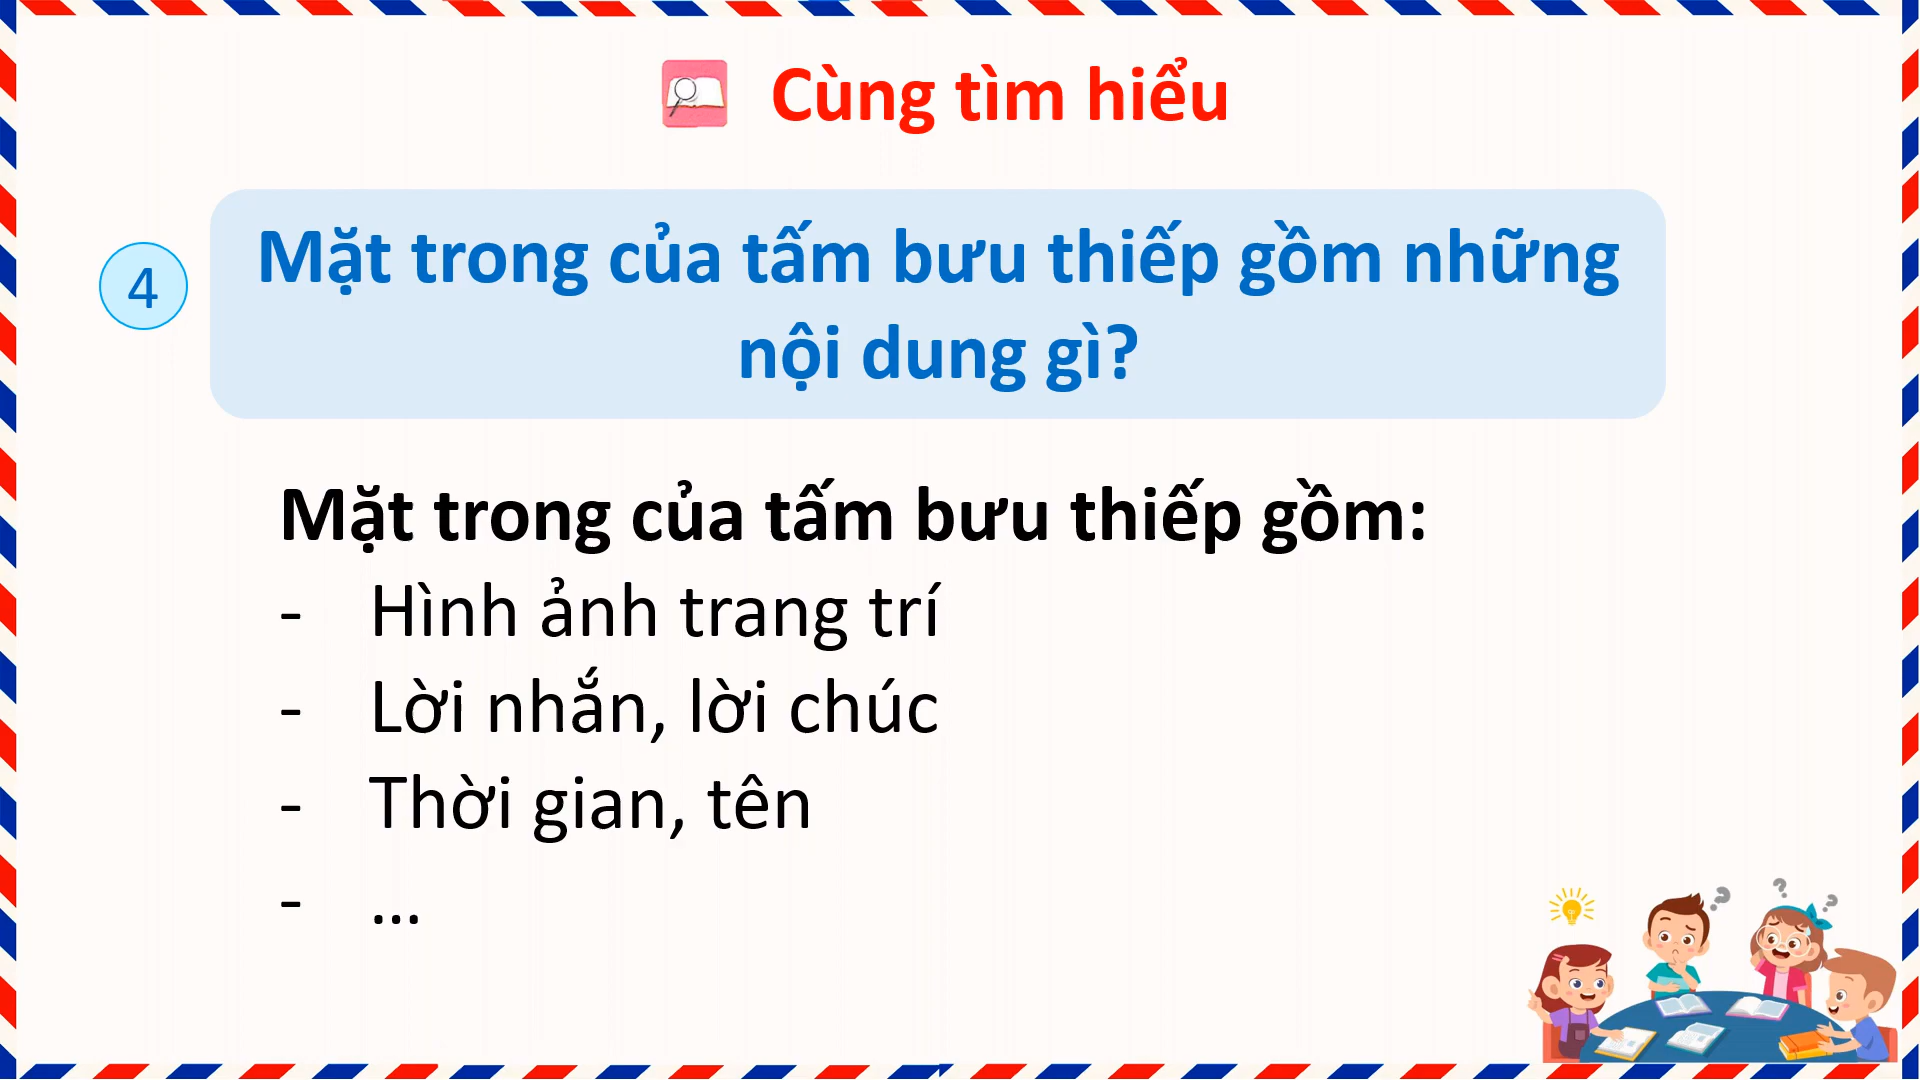 Cùng tìm hiểu
4
Mặt trong của tấm bưu thiếp gồm những
nội dung gì?
Mặt trong của tấm bưu thiếp gồm:
- Hình ảnh trang trí
- Lời nhắn, lời chúc
- Thời gian, tên
- ...